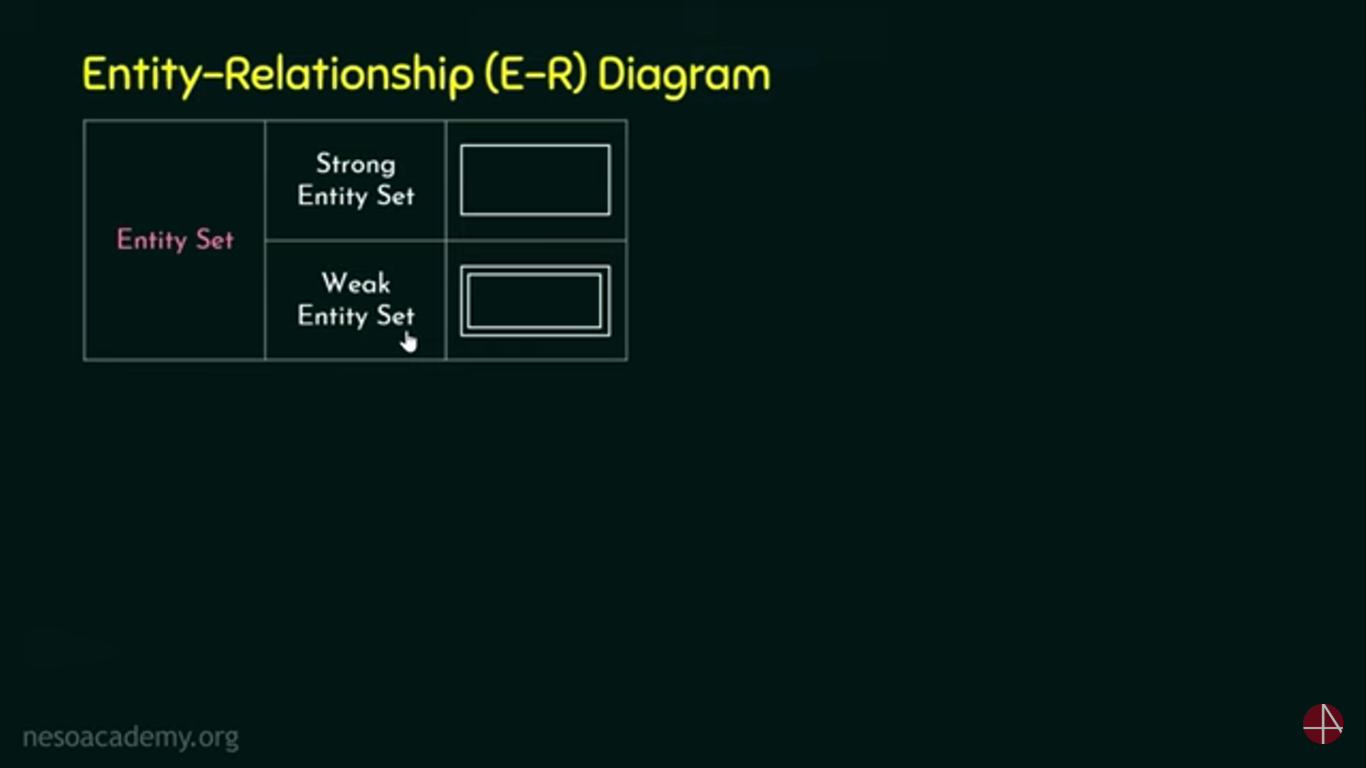 Entity-Relationship (E-R) Diagram
Entity Set
Strong
Entity Set
Weak
Entity Set
nesoacademy.org